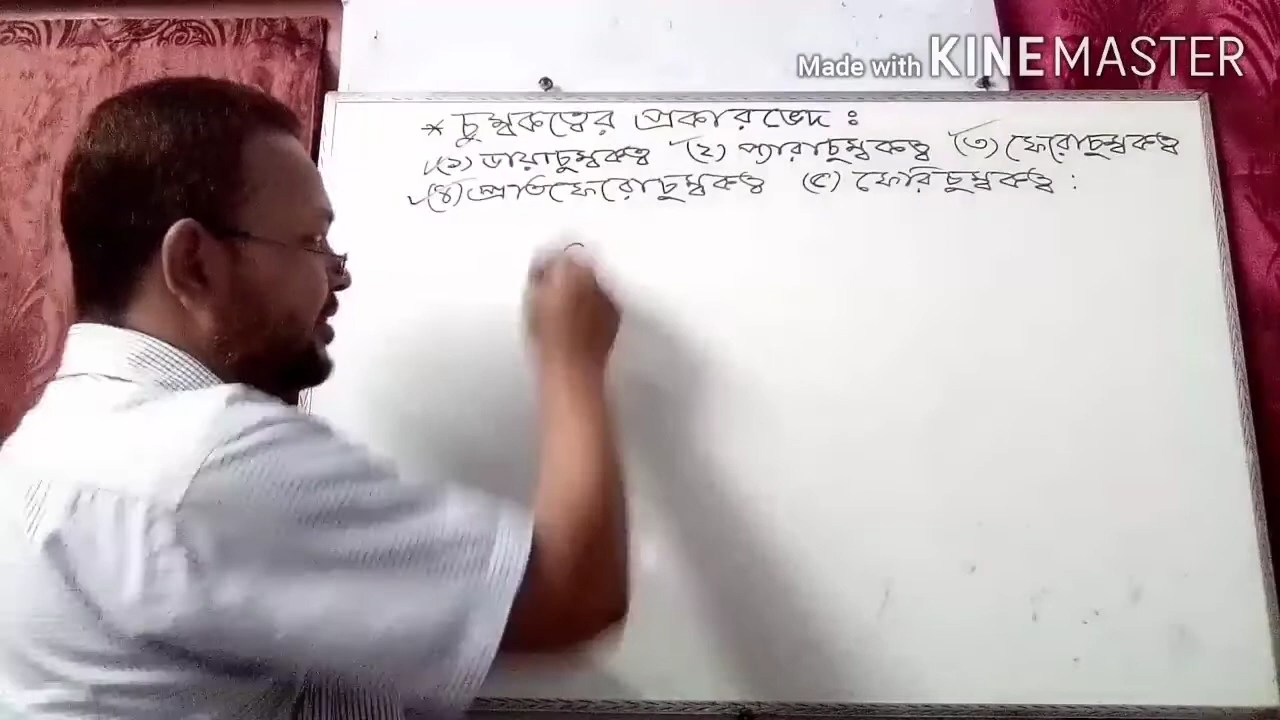 Made with KINEMASTER
* চুম্বকত্বের প্রকারভেদ ঃ
(১) ডায়াচুম্বকত্ব (২) প্যারাচুম্বকত্ব (৩) ফেরোচুম্বকত্ব
(৪) প্রতিফেরোচুম্বকত্ব (৫) ফেরিচুম্বকত্ব :